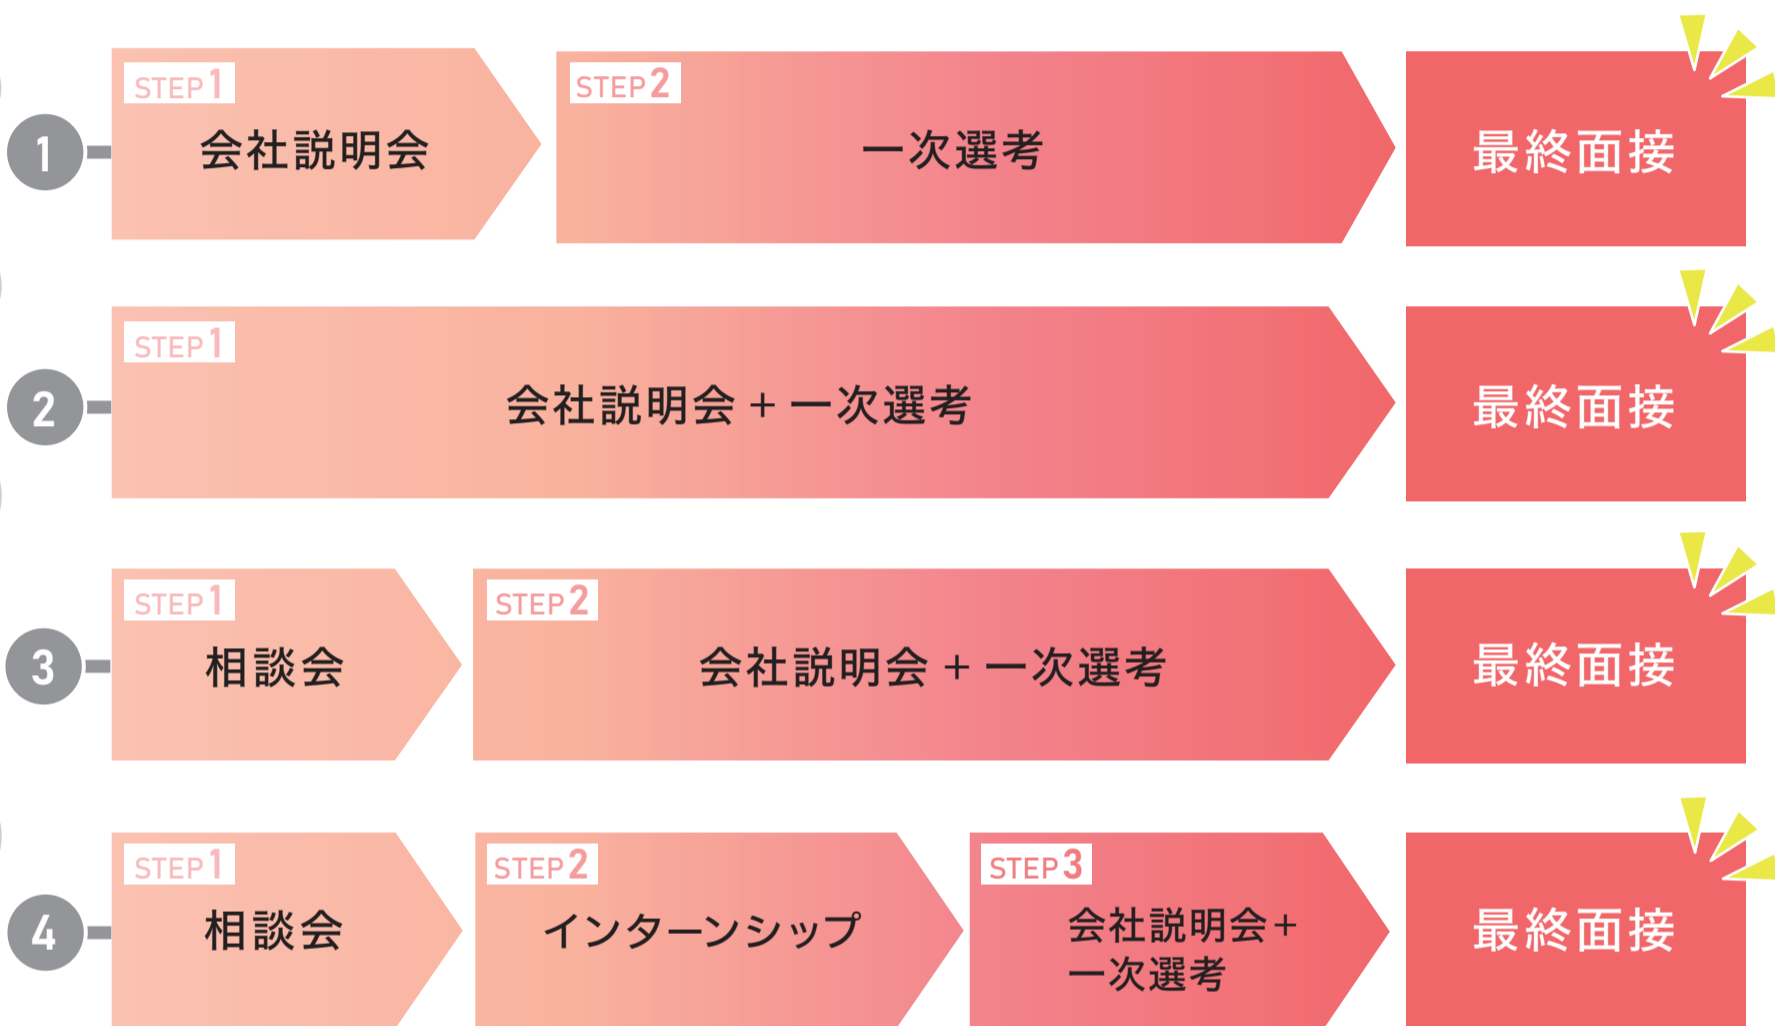 1
STEP1
会社説明会
STEP2
一次選考
最終面接
2
STEP1
会社説明会 + 一次選考
最終面接
3
STEP1
相談会
STEP2
会社説明会 + 一次選考
最終面接
4
STEP1
相談会
STEP2
インターンシップ
STEP3
会社説明会+
一次選考
最終面接